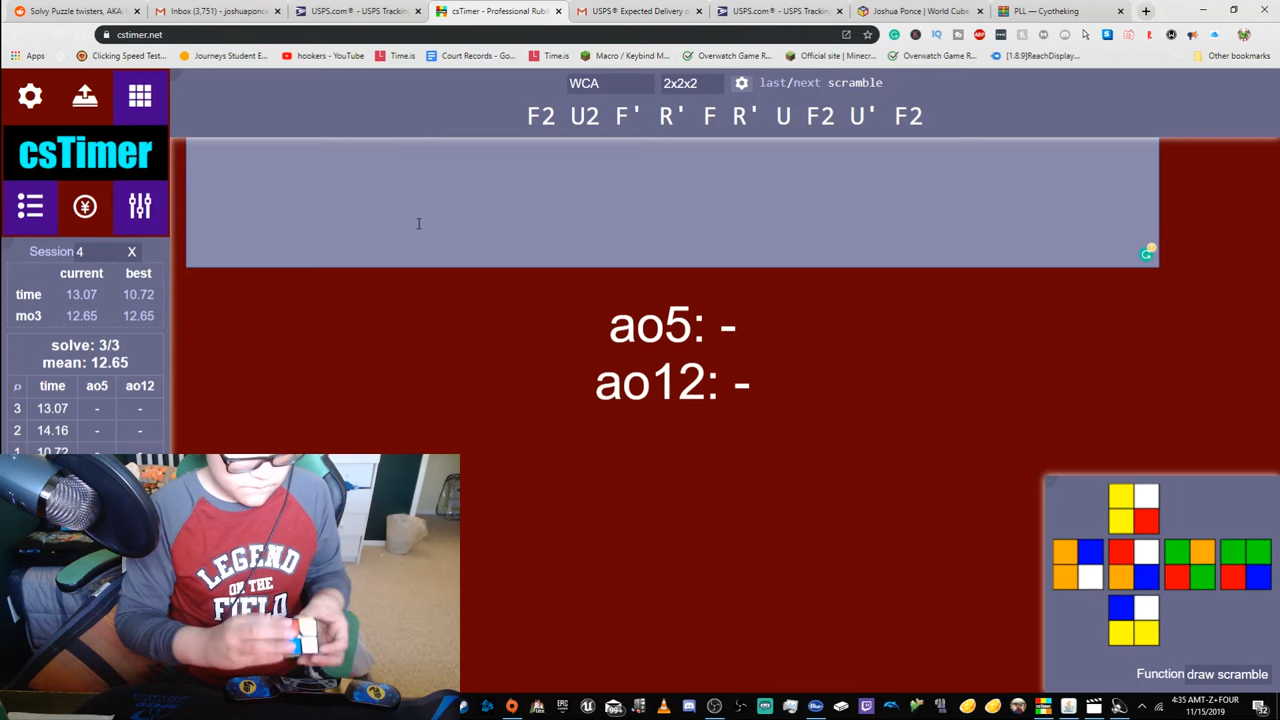 Solvy Puzzle twisters, AKA:
Inbox (3,751) - joshuaponc
USPS.com® - USPS Tracking
csTimer - Professional Rubi
USPS® Expected Delivery o
USPS.com® - USPS Tracking
Joshua Ponce | World Cube
PLL — Cyotheking
cstimer.net
Apps
Journeys Student E...
hookers - YouTube
Time.is
Court Records - Go...
Time.is
Macro / Keybind M...
Overwatch Game R...
Official site | Minecr...
Overwatch Game R...
[1.8.9]ReachDisplay...
Other bookmarks
WCA 2x2x2 last/next scramble
F2 U2 F' R' F R' U F2 U' F2
csTimer
Session 4 X
current best
time 13.07 10.72
mo3 12.65 12.65
solve: 3/3
mean: 12.65
time ao5 ao12
3 13.07 - -
2 14.16 - -
1 10.72 - -
ao5: -
ao12: -
LEGEND
ON THE
FIELD
Function draw scramble
4:35 AMT-Z+FOUR
11/15/2019